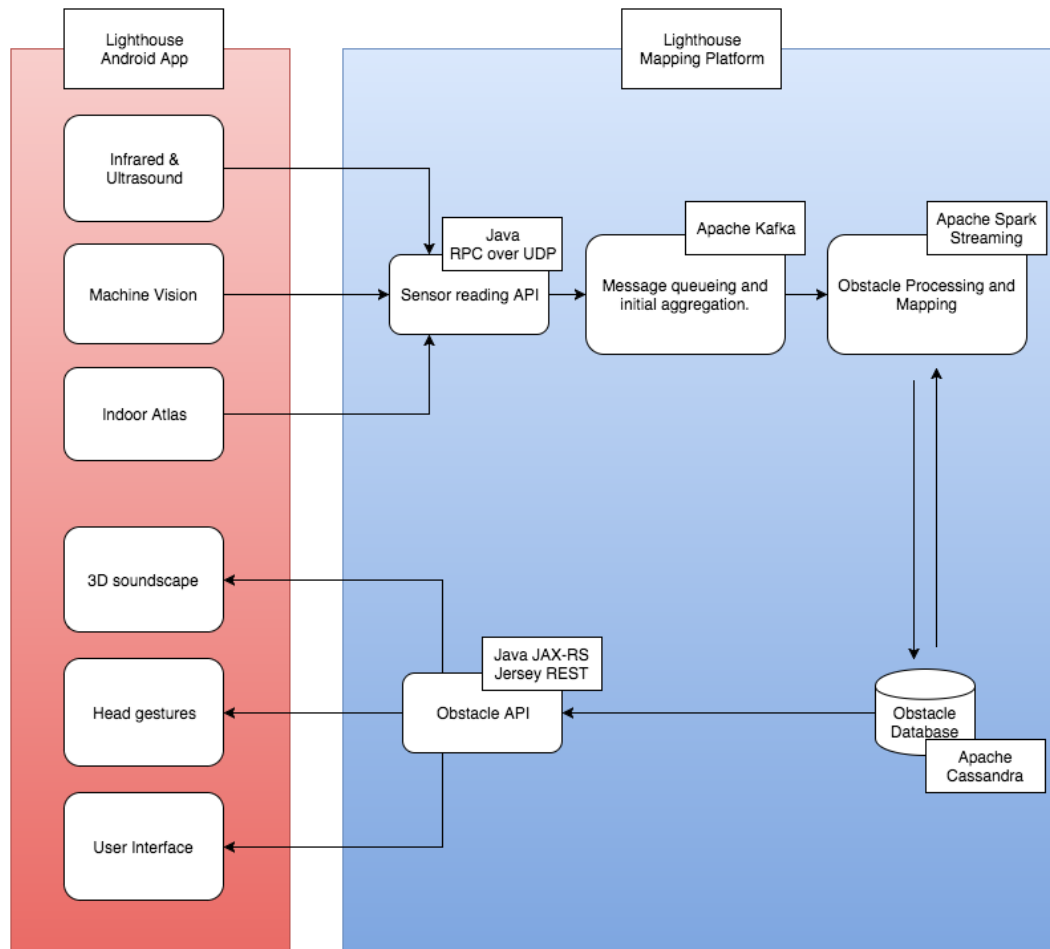 Lighthouse
Android App
Lighthouse
Mapping Platform
Infrared &
Ultrasound
Machine Vision
Indoor Atlas
Java
RPC over UDP
Sensor reading API
Apache Kafka
Message queueing and
initial aggregation.
Apache Spark
Streaming
Obstacle Processing and
Mapping
3D soundscape
Head gestures
User Interface
Java JAX-RS
Jersey REST
Obstacle API
Obstacle
Database
Apache
Cassandra